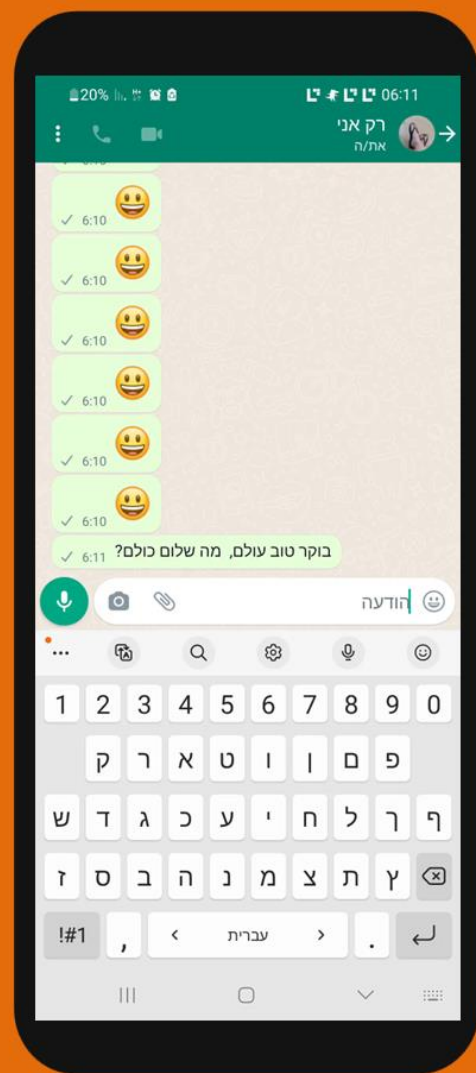 20% 06:11
רק אני
את/ה
😃 6:10
😃 6:10
😃 6:10
😃 6:10
😃 6:10
😃 6:10
בוקר טוב עולם, מה שלום כולם? 6:11
הודעה
1 2 3 4 5 6 7 8 9 0
ק ר א ט ו ן ם פ
ש ד ג כ ע י ח ל ך ף
ז ס ב ה נ מ צ ת ץ
!#1 , < עברית > .